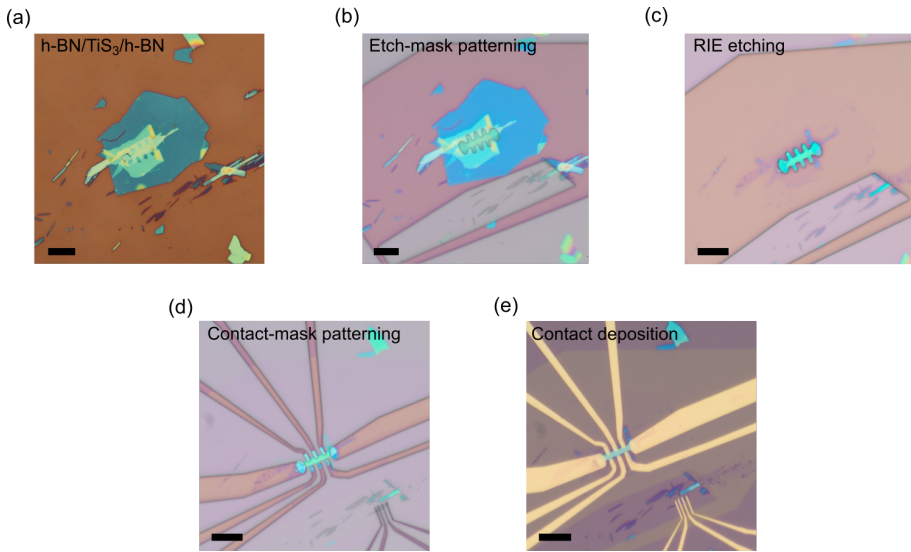 (a)
h-BN/TiS₃/h-BN
(b)
Etch-mask patterning
(c)
RIE etching
(d)
Contact-mask patterning
(e)
Contact deposition